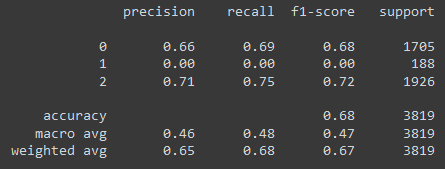 precision recall f1-score support
0 0.66 0.69 0.68 1705
1 0.00 0.00 0.00 188
2 0.71 0.75 0.72 1926
accuracy 0.68 3819
macro avg 0.46 0.48 0.47 3819
weighted avg 0.65 0.68 0.67 3819